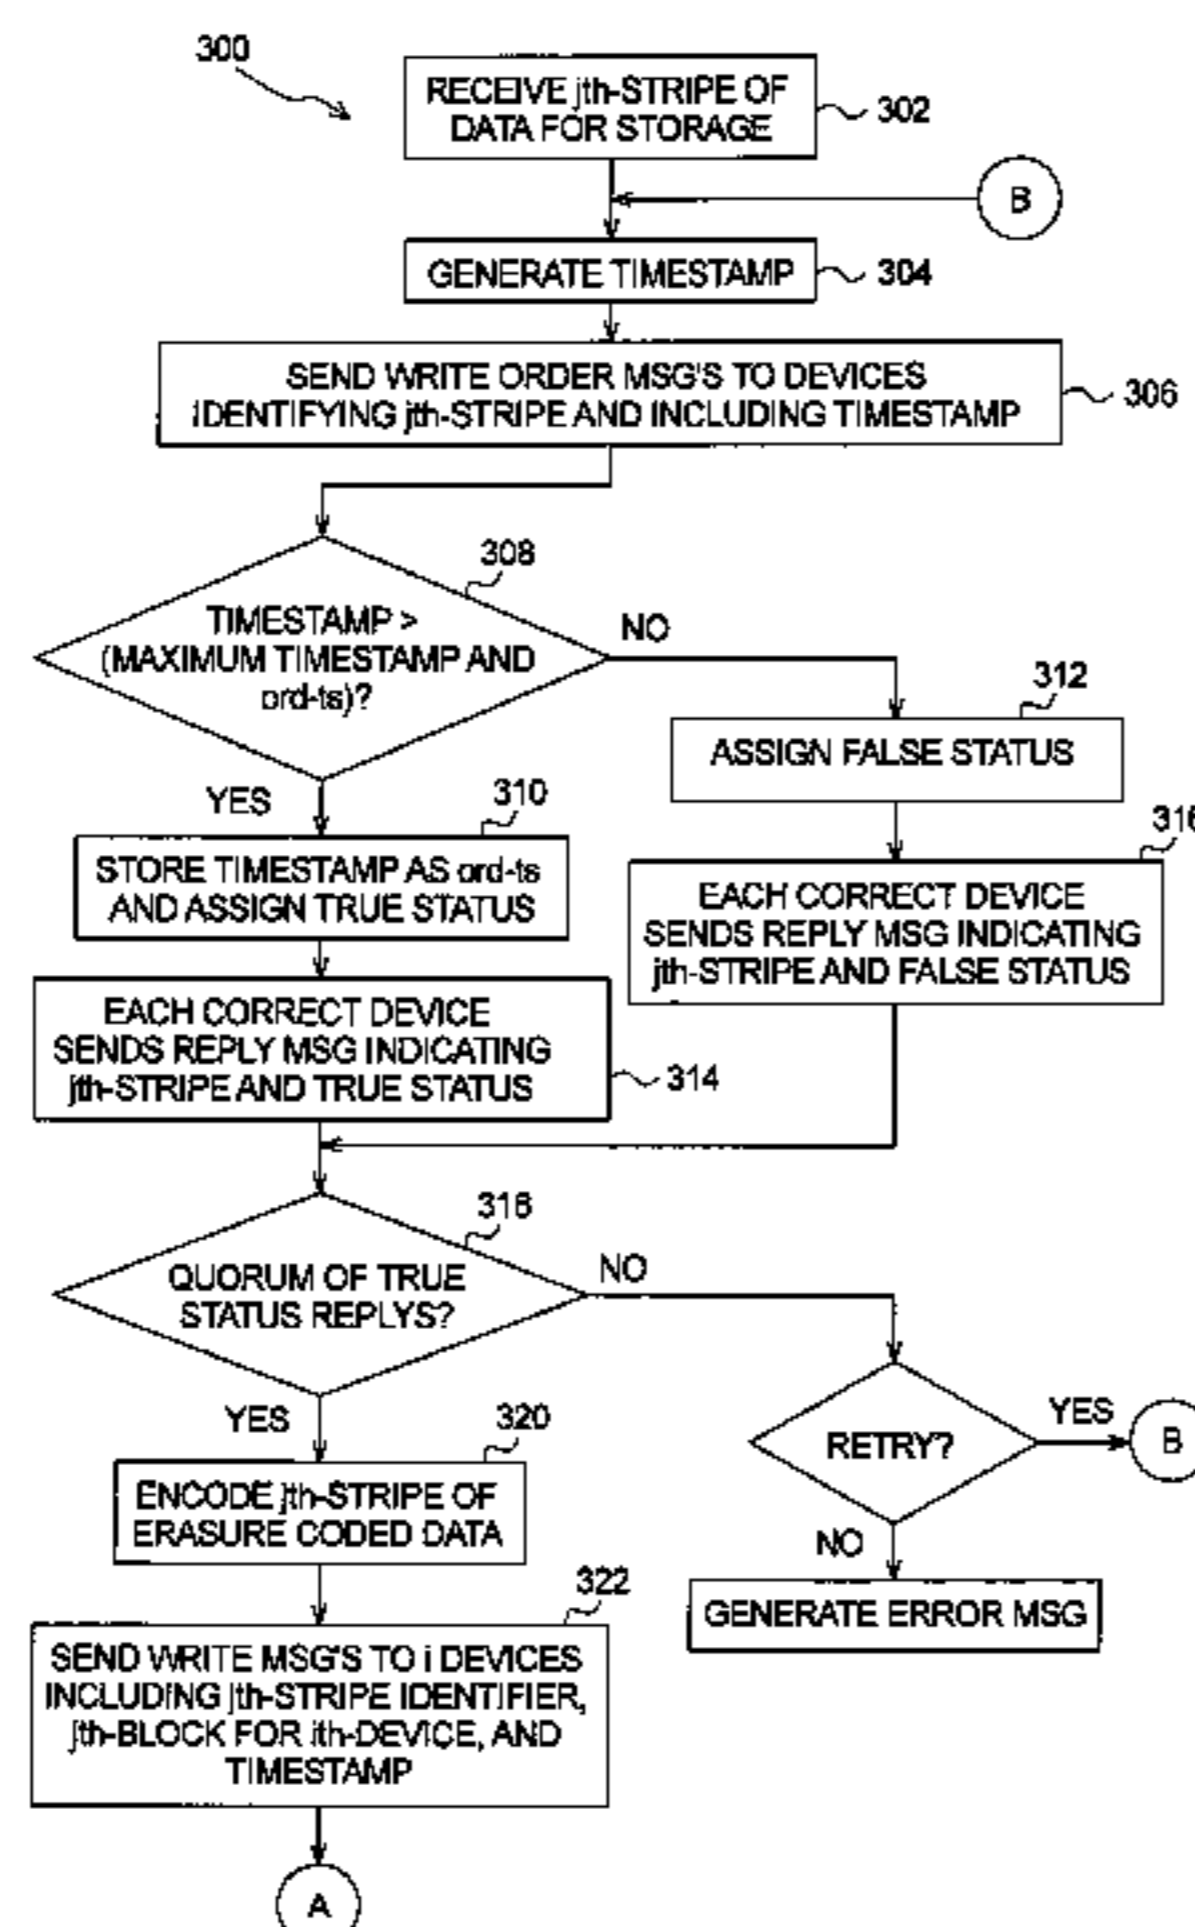 300
RECEIVE jth-STRIPE OF
DATA FOR STORAGE
302
B
GENERATE TIMESTAMP
304
SEND WRITE ORDER MSG'S TO DEVICES
IDENTIFYING jth-STRIPE AND INCLUDING TIMESTAMP
306
308
TIMESTAMP >
(MAXIMUM TIMESTAMP AND
ord-ts)?
NO
312
ASSIGN FALSE STATUS
YES
310
STORE TIMESTAMP AS ord-ts
AND ASSIGN TRUE STATUS
316
EACH CORRECT DEVICE
SENDS REPLY MSG INDICATING
jth-STRIPE AND FALSE STATUS
EACH CORRECT DEVICE
SENDS REPLY MSG INDICATING
jth-STRIPE AND TRUE STATUS
314
QUORUM OF TRUE
STATUS REPLYS?
NO
RETRY?
YES
B
YES
320
ENCODE jth-STRIPE OF
ERASURE CODED DATA
NO
GENERATE ERROR MSG
322
SEND WRITE MSG'S TO i DEVICES
INCLUDING jth-STRIPE IDENTIFIER,
jth-BLOCK FOR ith-DEVICE, AND
TIMESTAMP
A